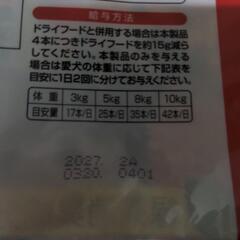 給与方法
ドライフードと併用する場合は本製品
4本につきドライフードを約15g減ら
してください。本製品のみを与える
場合は愛犬の体重に応じて下記表を
目安に1日2回に分けてお与えください。
体重 3kg 5kg 8kg 10kg
目安量 17本/日 25本/日 35本/日 42本/日
2027. 2A
0320. 0401